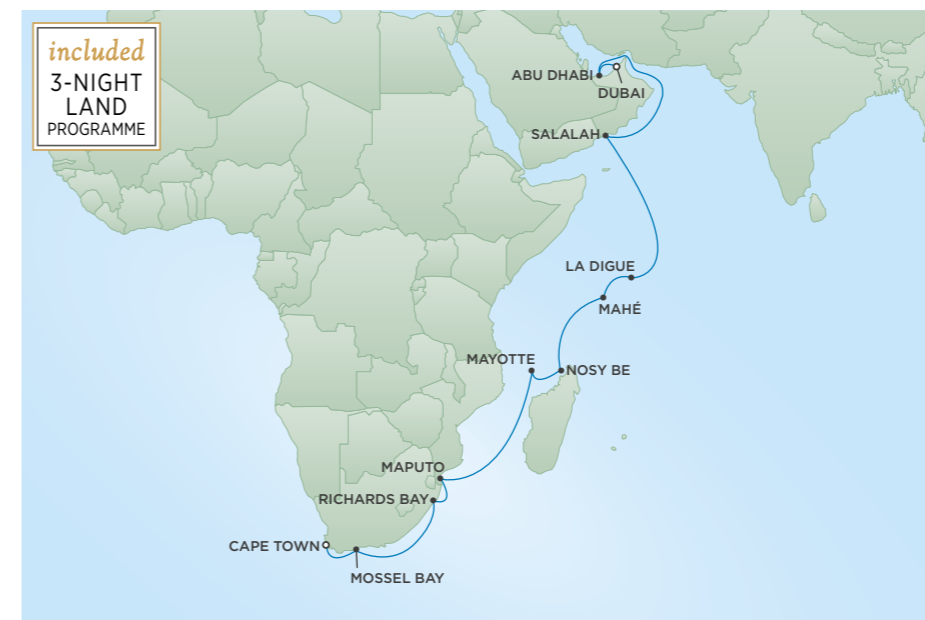 included
3-NIGHT
LAND
PROGRAMME
ABU DHABI
DUBAI
SALALAH
LA DIGUE
MAHÉ
MAYOTTE
NOSY BE
MAPUTO
RICHARDS BAY
CAPE TOWN
MOSSEL BAY